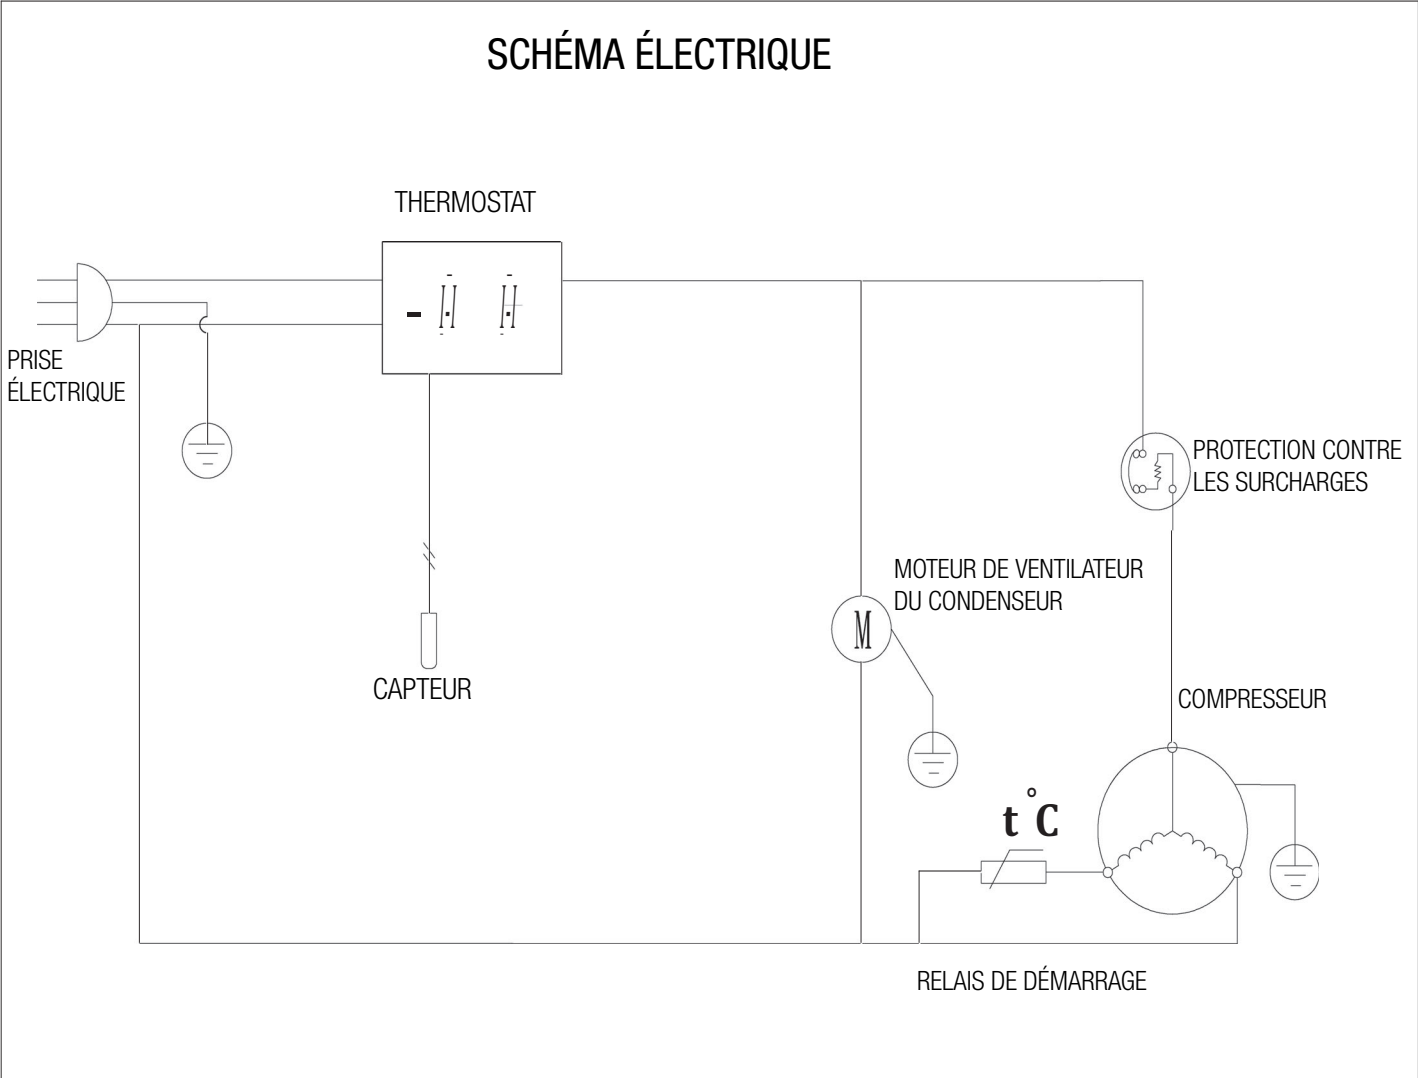 SCHÉMA ÉLECTRIQUE
THERMOSTAT
PRISE
ÉLECTRIQUE
PROTECTION CONTRE
LES SURCHARGES
MOTEUR DE VENTILATEUR
DU CONDENSEUR
M
CAPTEUR
COMPRESSEUR
t°C
RELAIS DE DÉMARRAGE